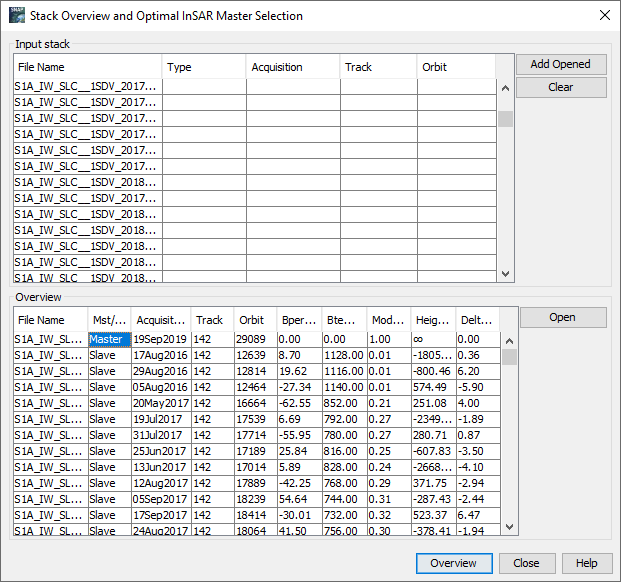 Stack Overview and Optimal InSAR Master Selection
Input stack
File Name Type Acquisition Track Orbit
S1A_IW_SLC__1SDV_2017...
S1A_IW_SLC__1SDV_2017...
S1A_IW_SLC__1SDV_2017...
S1A_IW_SLC__1SDV_2017...
S1A_IW_SLC__1SDV_2017...
S1A_IW_SLC__1SDV_2017...
S1A_IW_SLC__1SDV_2018...
S1A_IW_SLC__1SDV_2018...
S1A_IW_SLC__1SDV_2018...
S1A_IW_SLC__1SDV_2018...
S1A_IW_SLC__1SDV_2018...
S1A_IW_SLC__1SDV_2018...
S1A_IW_SLC__1SDV_2018...
Add Opened
Clear
Overview
File Name Mst/... Acquisit... Track Orbit Bper... Bte... Mod... Heig... Delt...
S1A_IW_SL... Master 19Sep2019 142 29089 0.00 0.00 1.00 ∞ 0.00
S1A_IW_SL... Slave 17Aug2016 142 12639 8.70 1128.00 0.01 -1805... 0.36
S1A_IW_SL... Slave 29Aug2016 142 12814 19.62 1116.00 0.01 -800.46 6.20
S1A_IW_SL... Slave 05Aug2016 142 12464 -27.34 1140.00 0.01 574.49 -5.90
S1A_IW_SL... Slave 20May2017 142 16664 -62.55 852.00 0.21 251.08 4.00
S1A_IW_SL... Slave 19Jul2017 142 17539 6.69 792.00 0.27 -2349... -1.89
S1A_IW_SL... Slave 31Jul2017 142 17714 -55.95 780.00 0.27 280.71 0.87
S1A_IW_SL... Slave 25Jun2017 142 17189 25.84 816.00 0.25 -607.83 -3.50
S1A_IW_SL... Slave 13Jun2017 142 17014 5.89 828.00 0.24 -2668... -4.10
S1A_IW_SL... Slave 12Aug2017 142 17889 -42.25 768.00 0.29 371.75 -2.94
S1A_IW_SL... Slave 05Sep2017 142 18239 54.64 744.00 0.31 -287.43 -2.44
S1A_IW_SL... Slave 17Sep2017 142 18414 -30.01 732.00 0.32 523.37 6.47
S1A_IW_SL... Slave 24Aug2017 142 18064 41.50 756.00 0.30 -378.41 -1.94
Open
Overview Close Help